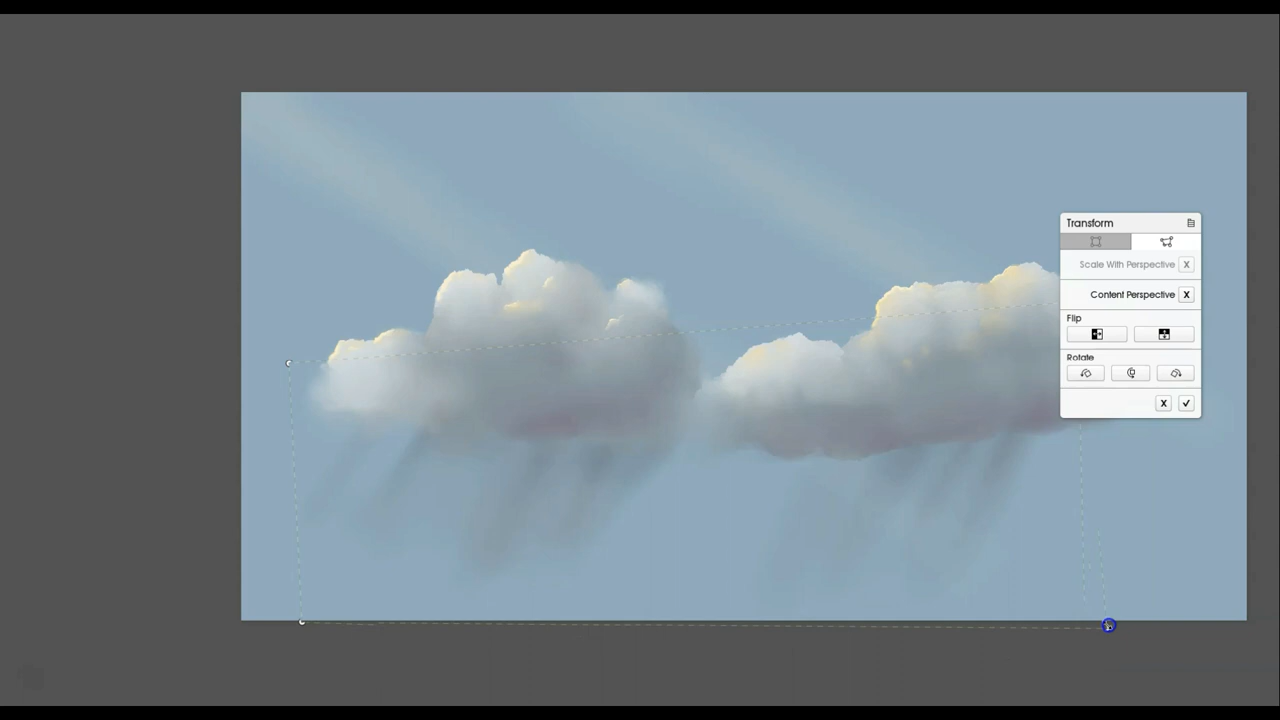 Transform
Scale With Perspective X
Content Perspective X
Flip
Rotate
X